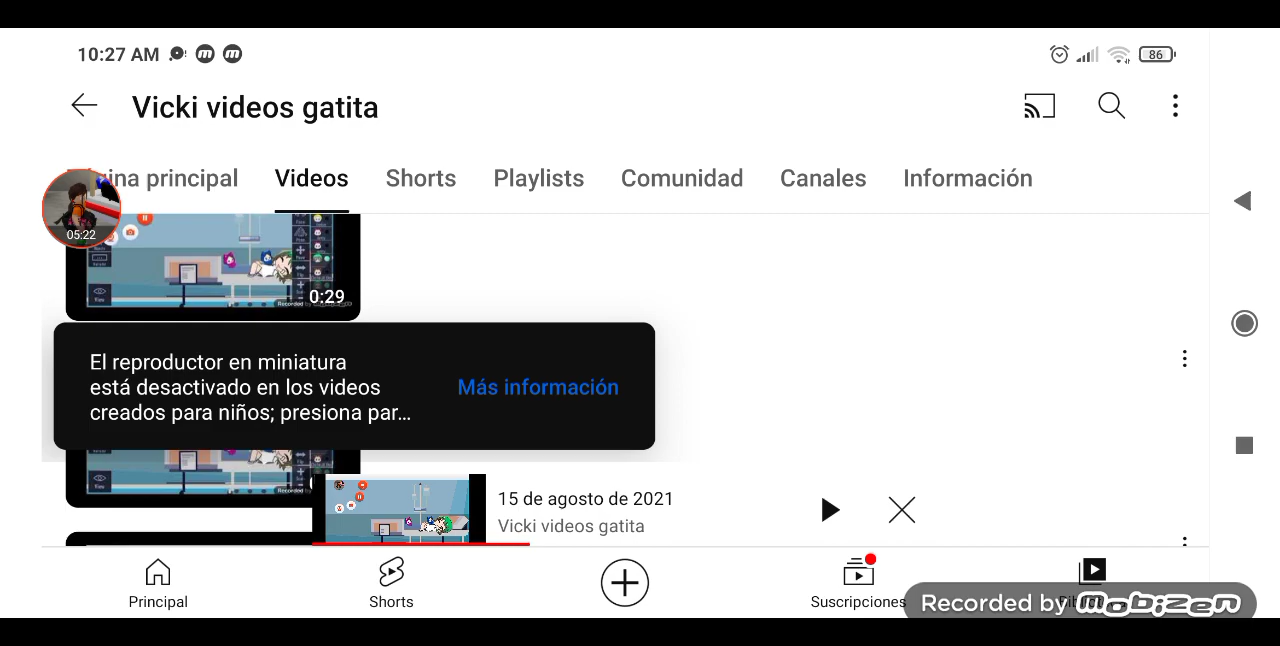 10:27 AM
86
Vicki videos gatita
ina principal
Videos
Shorts
Playlists
Comunidad
Canales
Información
05:22
0:29
El reproductor en miniatura
está desactivado en los videos
creados para niños; presiona par...
Más información
15 de agosto de 2021
Vicki videos gatita
Principal
Shorts
Suscripciones
Recorded by Mobizen